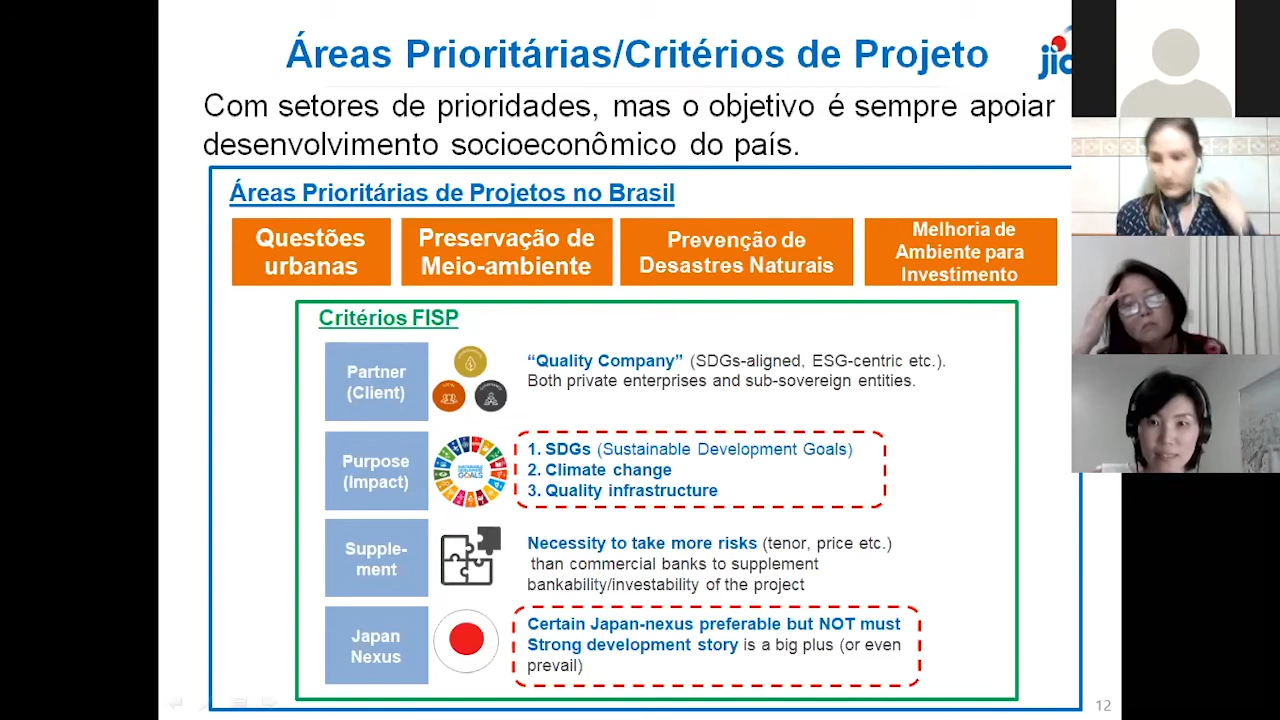 Áreas Prioritárias/Critérios de Projeto
Com setores de prioridades, mas o objetivo é sempre apoiar
desenvolvimento socioeconômico do país.
Áreas Prioritárias de Projetos no Brasil
Questões
urbanas
Preservação de
Meio-ambiente
Prevenção de
Desastres Naturais
Melhoria de
Ambiente para
Investimento
Critérios FISP
Partner
(Client)
“Quality Company” (SDGs-aligned, ESG-centric etc.).
Both private enterprises and sub-sovereign entities.
Purpose
(Impact)
SUSTAINABLE
DEVELOPMENT
GOALS
1. SDGs (Sustainable Development Goals)
2. Climate change
3. Quality infrastructure
Supple-
ment
Necessity to take more risks (tenor, price etc.)
than commercial banks to supplement
bankability/investability of the project
Japan
Nexus
Certain Japan-nexus preferable but NOT must
Strong development story is a big plus (or even
prevail)
12